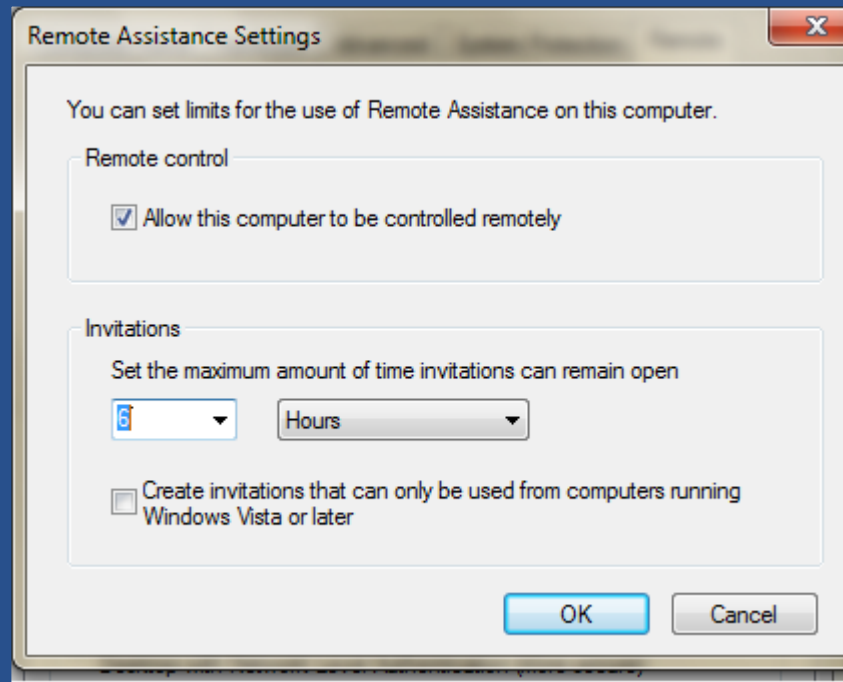 Remote Assistance Settings
You can set limits for the use of Remote Assistance on this computer.
Remote control
Allow this computer to be controlled remotely
Invitations
Set the maximum amount of time invitations can remain open
6 Hours
Create invitations that can only be used from computers running
Windows Vista or later
OK Cancel